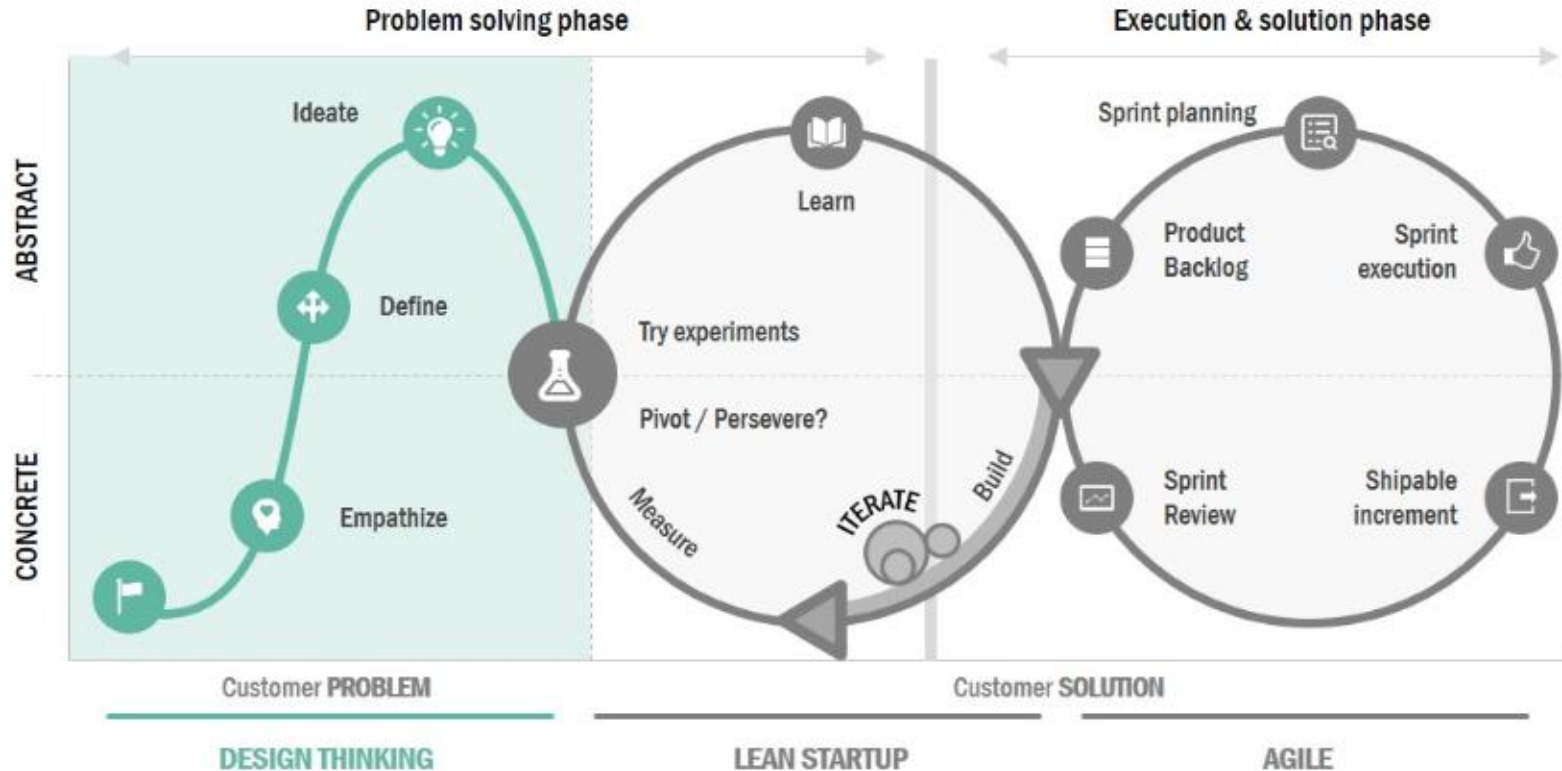 Problem solving phase
Execution & solution phase
ABSTRACT
CONCRETE
Ideate
Define
Empathize
Learn
Try experiments
Pivot / Persevere?
Measure
ITERATE
Build
Sprint planning
Product
Backlog
Sprint
execution
Sprint
Review
Shipable
increment
Customer PROBLEM
Customer SOLUTION
DESIGN THINKING
LEAN STARTUP
AGILE